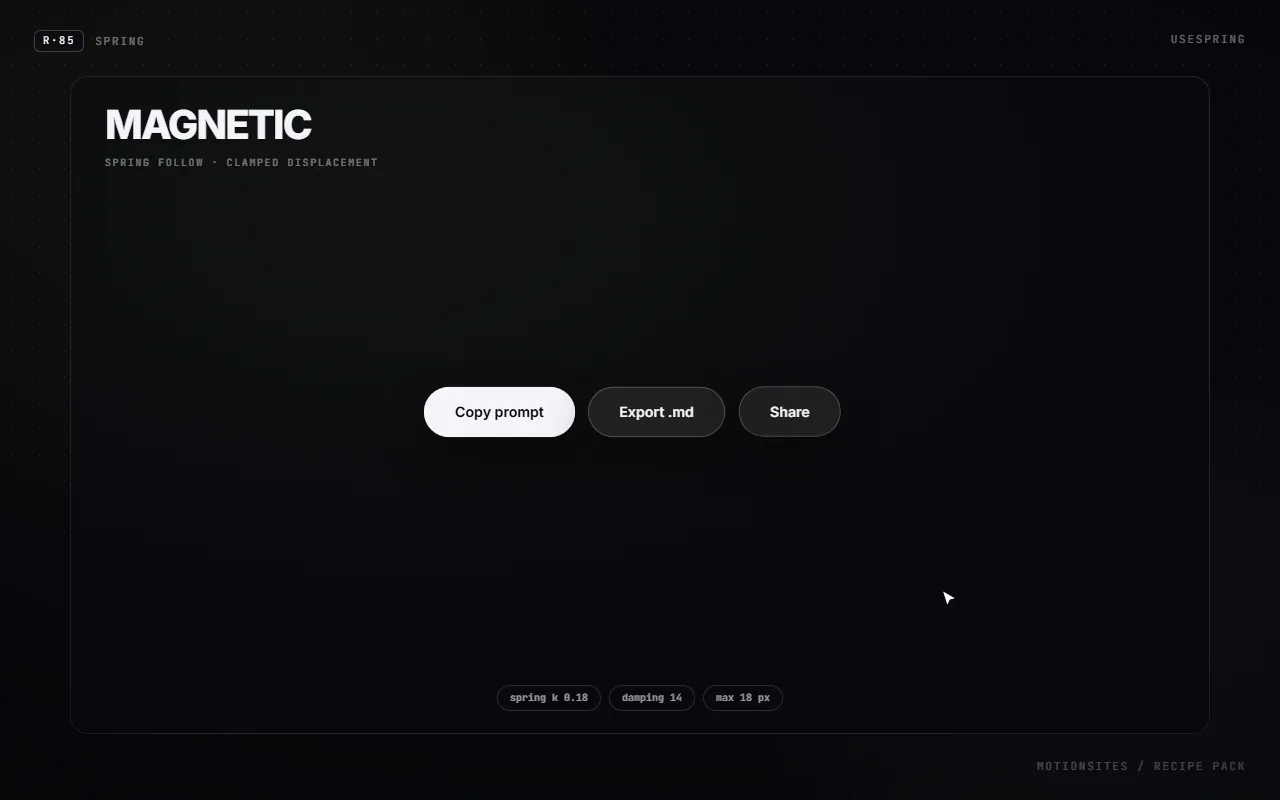 R·85 SPRING
USESPRING
MAGNETIC
SPRING FOLLOW · CLAMPED DISPLACEMENT
Copy prompt
Export .md
Share
spring k 0.18
damping 14
max 18 px
MOTIONSITES / RECIPE PACK